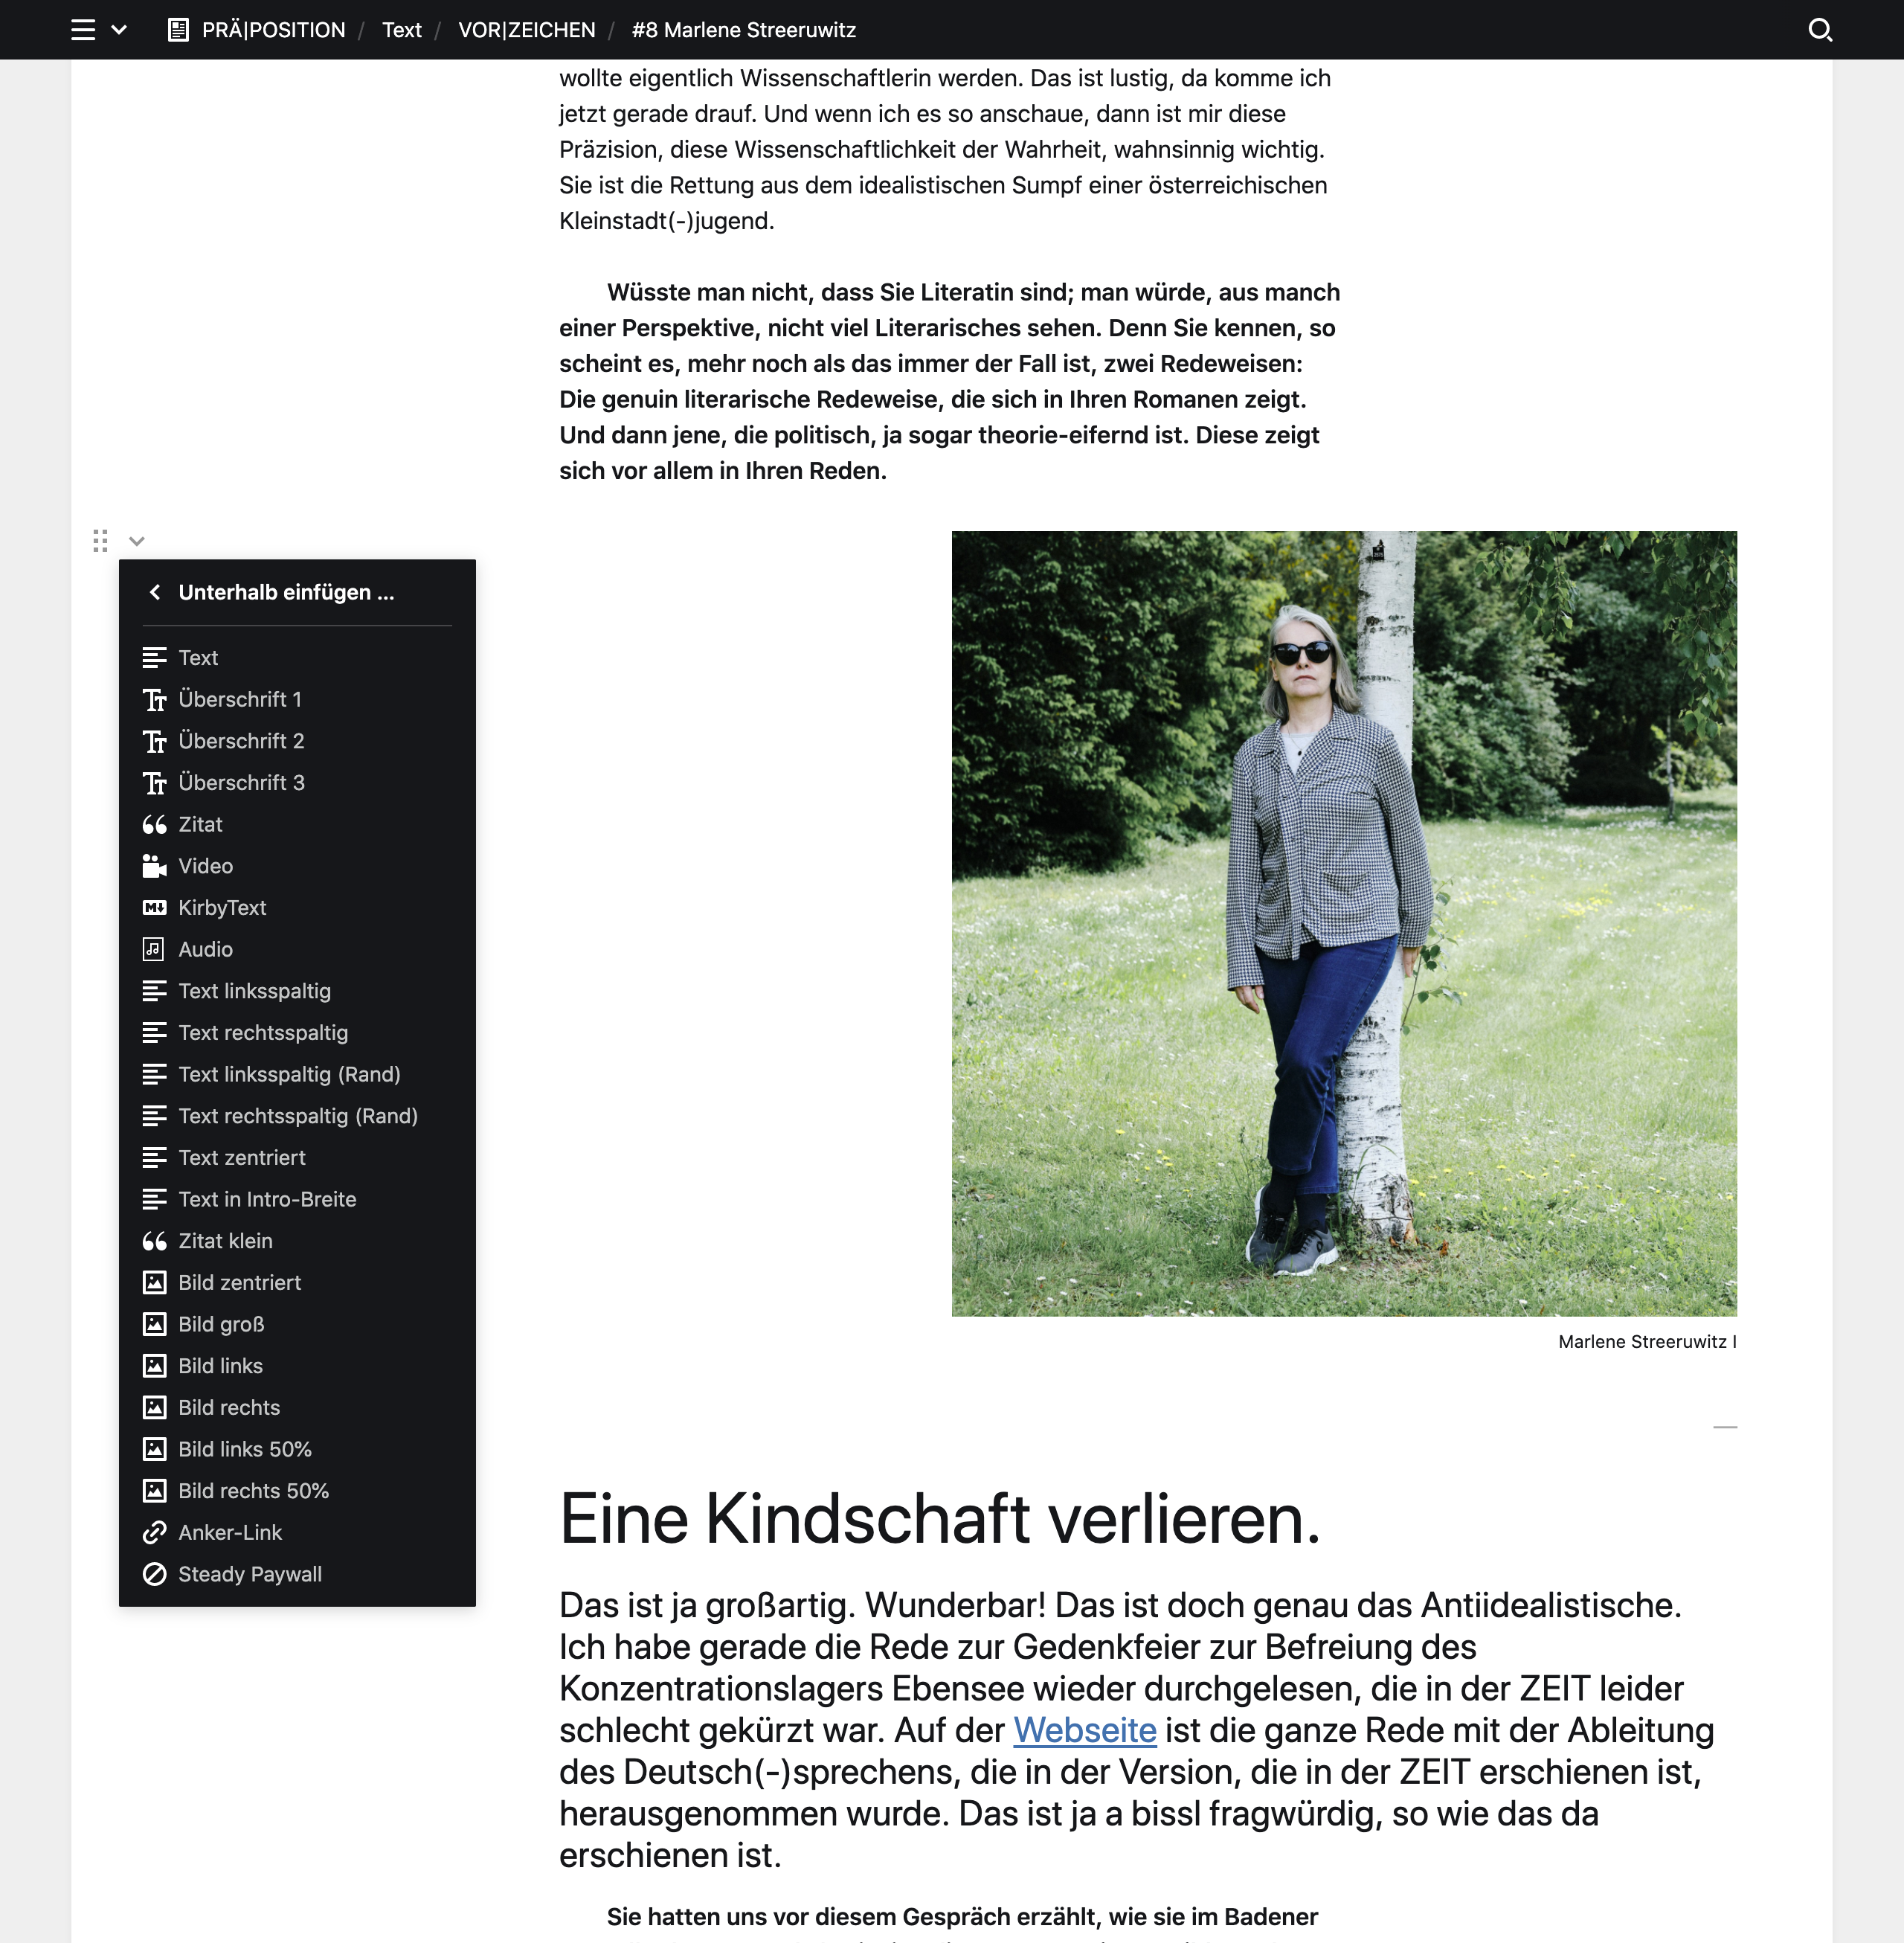 PRÄ|POSITION / Text / VOR|ZEICHEN / #8 Marlene Streeruwitz
wollte eigentlich Wissenschaftlerin werden. Das ist lustig, da komme ich
jetzt gerade drauf. Und wenn ich es so anschaue, dann ist mir diese
Präzision, diese Wissenschaftlichkeit der Wahrheit, wahnsinnig wichtig.
Sie ist die Rettung aus dem idealistischen Sumpf einer österreichischen
Kleinstadt(-)jugend.
Wüsste man nicht, dass Sie Literatin sind; man würde, aus manch
einer Perspektive, nicht viel Literarisches sehen. Denn Sie kennen, so
scheint es, mehr noch als das immer der Fall ist, zwei Redeweisen:
Die genuin literarische Redeweise, die sich in Ihren Romanen zeigt.
Und dann jene, die politisch, ja sogar theorie-eifernd ist. Diese zeigt
sich vor allem in Ihren Reden.
Unterhalb einfügen ...
Text
Überschrift 1
Überschrift 2
Überschrift 3
Zitat
Video
KirbyText
Audio
Text linksspaltig
Text rechtsspaltig
Text linksspaltig (Rand)
Text rechtsspaltig (Rand)
Text zentriert
Text in Intro-Breite
Zitat klein
Bild zentriert
Bild groß
Bild links
Bild rechts
Bild links 50%
Bild rechts 50%
Anker-Link
Steady Paywall
Marlene Streeruwitz I
Eine Kindschaft verlieren.
Das ist ja großartig. Wunderbar! Das ist doch genau das Antiidealistische.
Ich habe gerade die Rede zur Gedenkfeier zur Befreiung des
Konzentrationslagers Ebensee wieder durchgelesen, die in der ZEIT leider
schlecht gekürzt war. Auf der Webseite ist die ganze Rede mit der Ableitung
des Deutsch(-)sprechens, die in der Version, die in der ZEIT erschienen ist,
herausgenommen wurde. Das ist ja a bissl fragwürdig, so wie das da
erschienen ist.
Sie hatten uns vor diesem Gespräch erzählt, wie sie im Badener